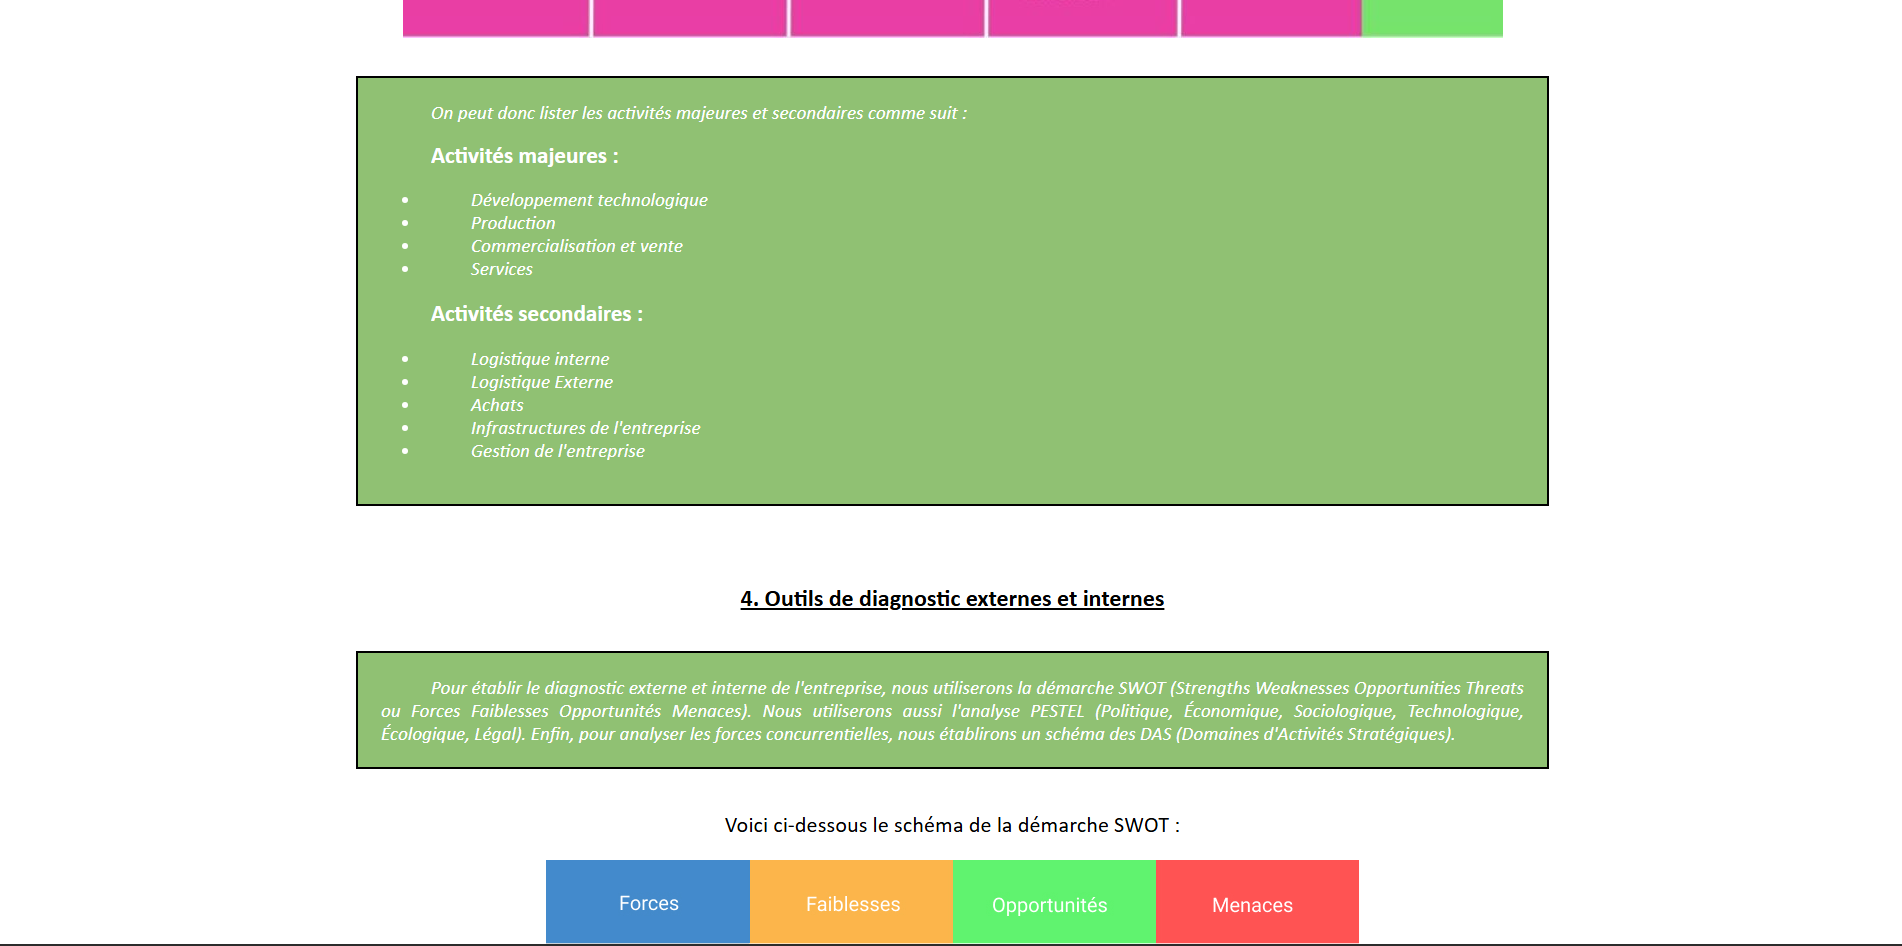 On peut donc lister les activités majeures et secondaires comme suit :
Activités majeures :
Développement technologique
Production
Commercialisation et vente
Services
Activités secondaires :
Logistique interne
Logistique Externe
Achats
Infrastructures de l'entreprise
Gestion de l'entreprise
4. Outils de diagnostic externes et internes
Pour établir le diagnostic externe et interne de l'entreprise, nous utiliserons la démarche SWOT (Strengths Weaknesses Opportunities Threats
ou Forces Faiblesses Opportunités Menaces). Nous utiliserons aussi l'analyse PESTEL (Politique, Économique, Sociologique, Technologique,
Écologique, Légal). Enfin, pour analyser les forces concurrentielles, nous établirons un schéma des DAS (Domaines d'Activités Stratégiques).
Voici ci-dessous le schéma de la démarche SWOT :
Forces
Faiblesses
Opportunités
Menaces